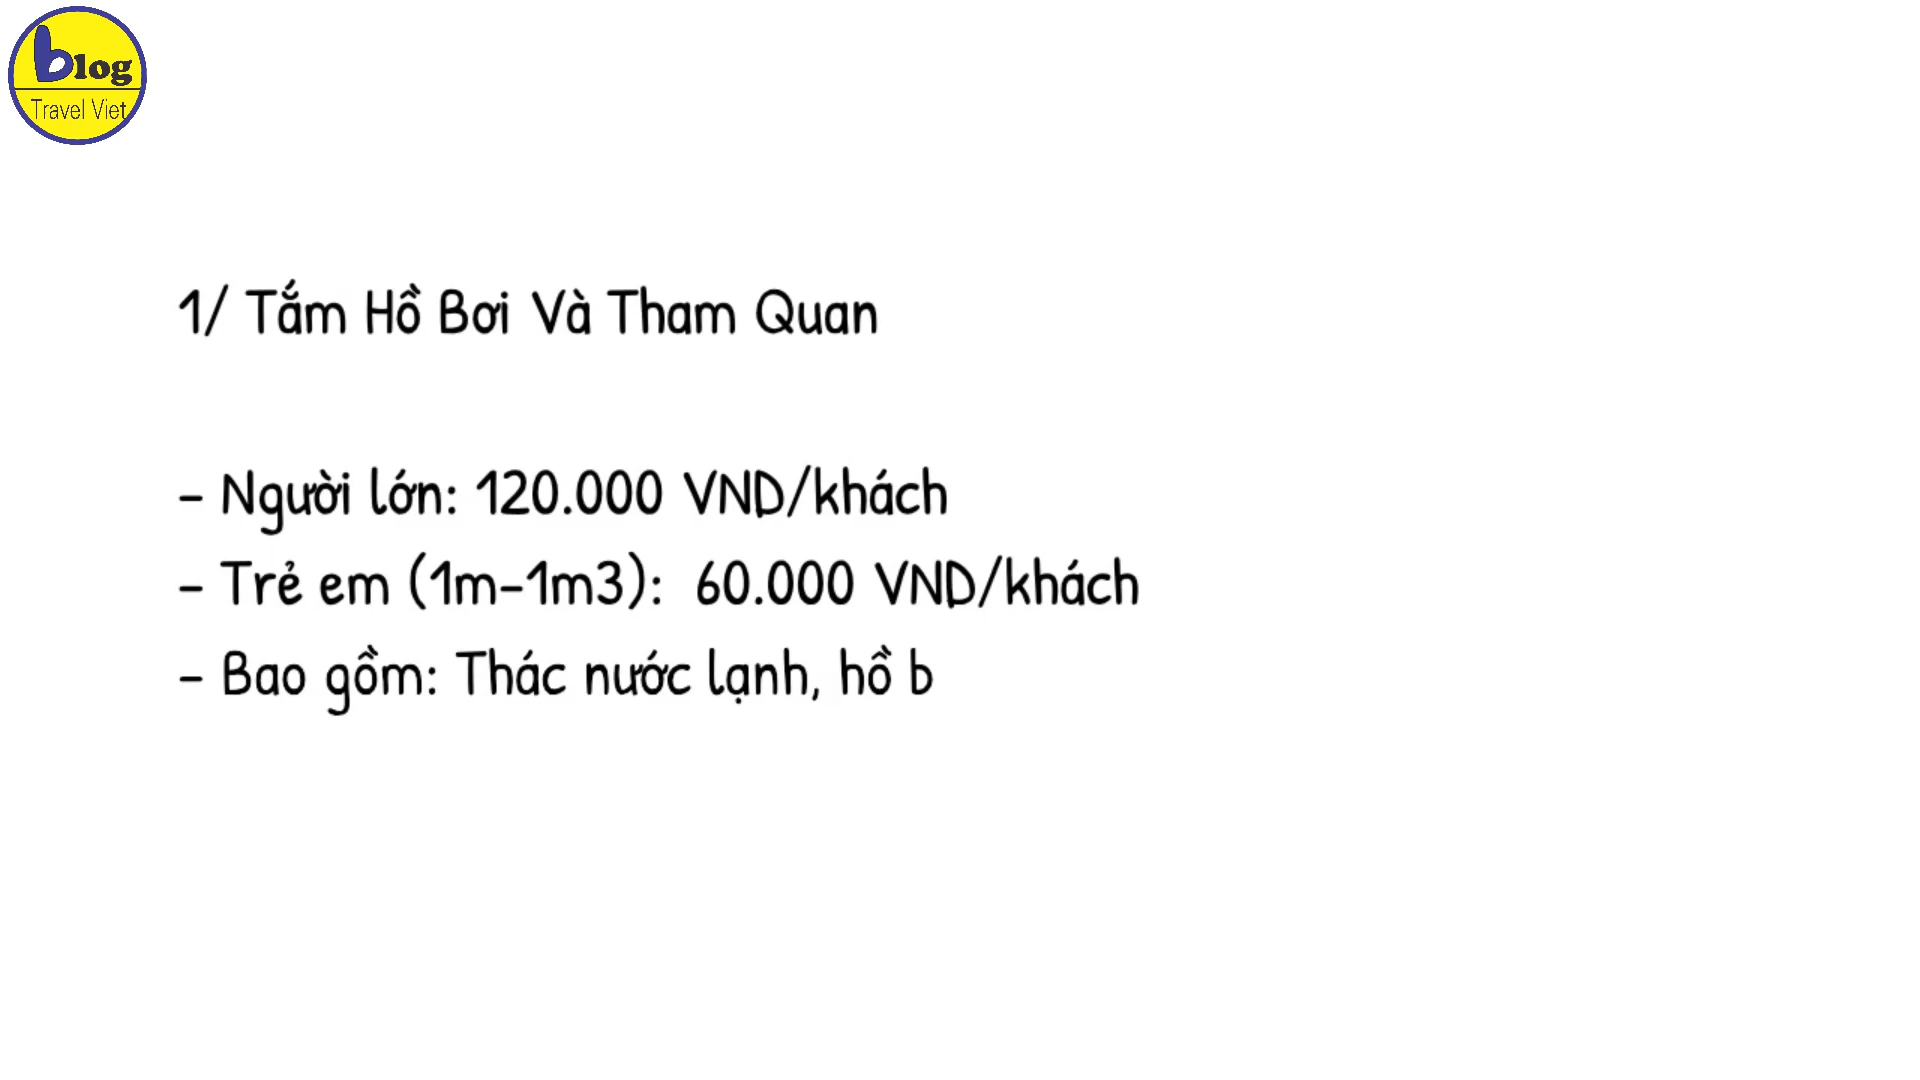 blog
Travel Viet
1/ Tắm Hồ Bơi Và Tham Quan
- Người lớn: 120.000 VND/khách
- Trẻ em (1m-1m3): 60.000 VND/khách
- Bao gồm: Thác nước lạnh, hồ b